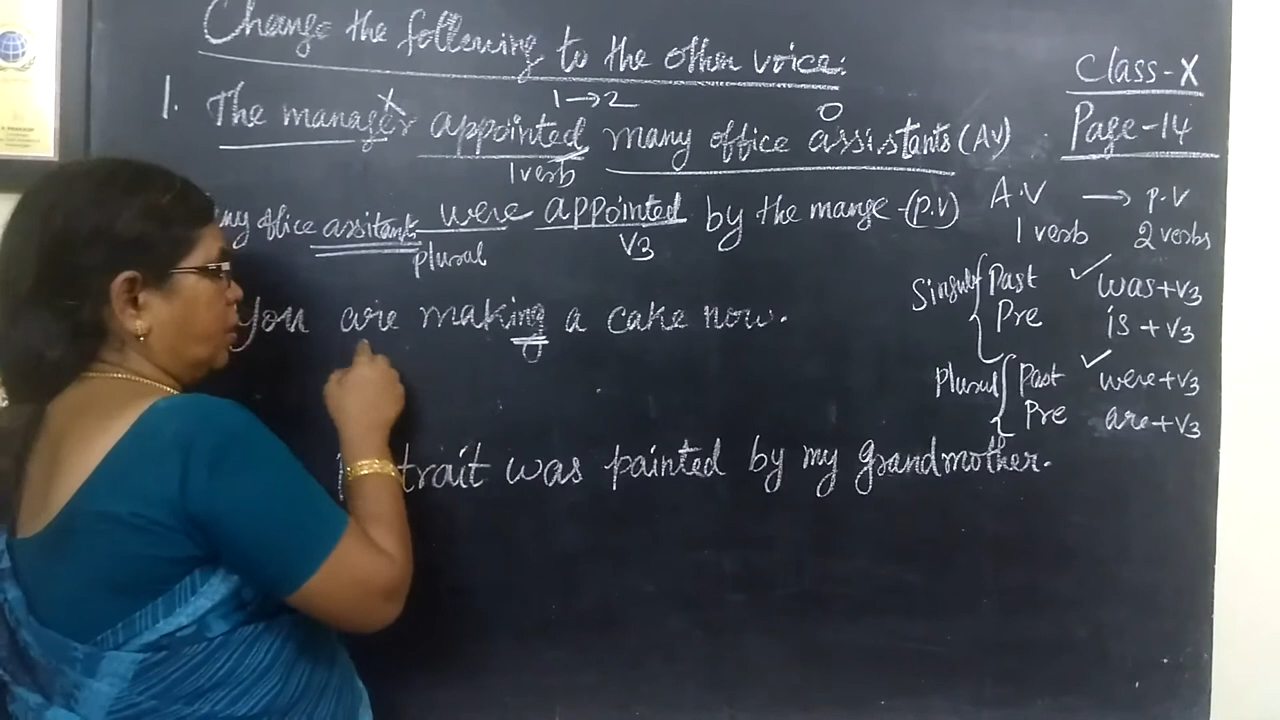 Change the following to the other voice:
Class-X
1 → 2
O
1. The manager appointed many office assistants (AV)
Page-14
1 verb
office assitants were appointed by the mange - (P.V)
plural V3
A.V → P.V
1 verb 2 verbs
Singular Past ✓ was+V3
Pre is+V3
You are making a cake now.
Plural Past ✓ were+V3
Pre are+V3
trait was painted by my grandmother.